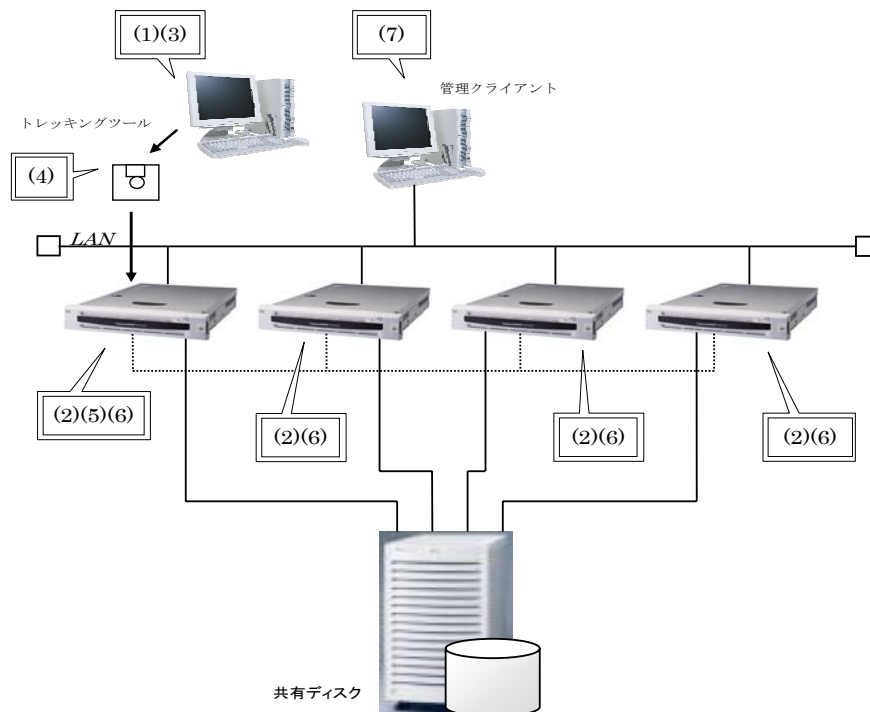 (1)(3)
(7)
管理クライアント
トレッキングツール
(4)
LAN
(2)(5)(6)
(2)(6)
(2)(6)
(2)(6)
共有ディスク